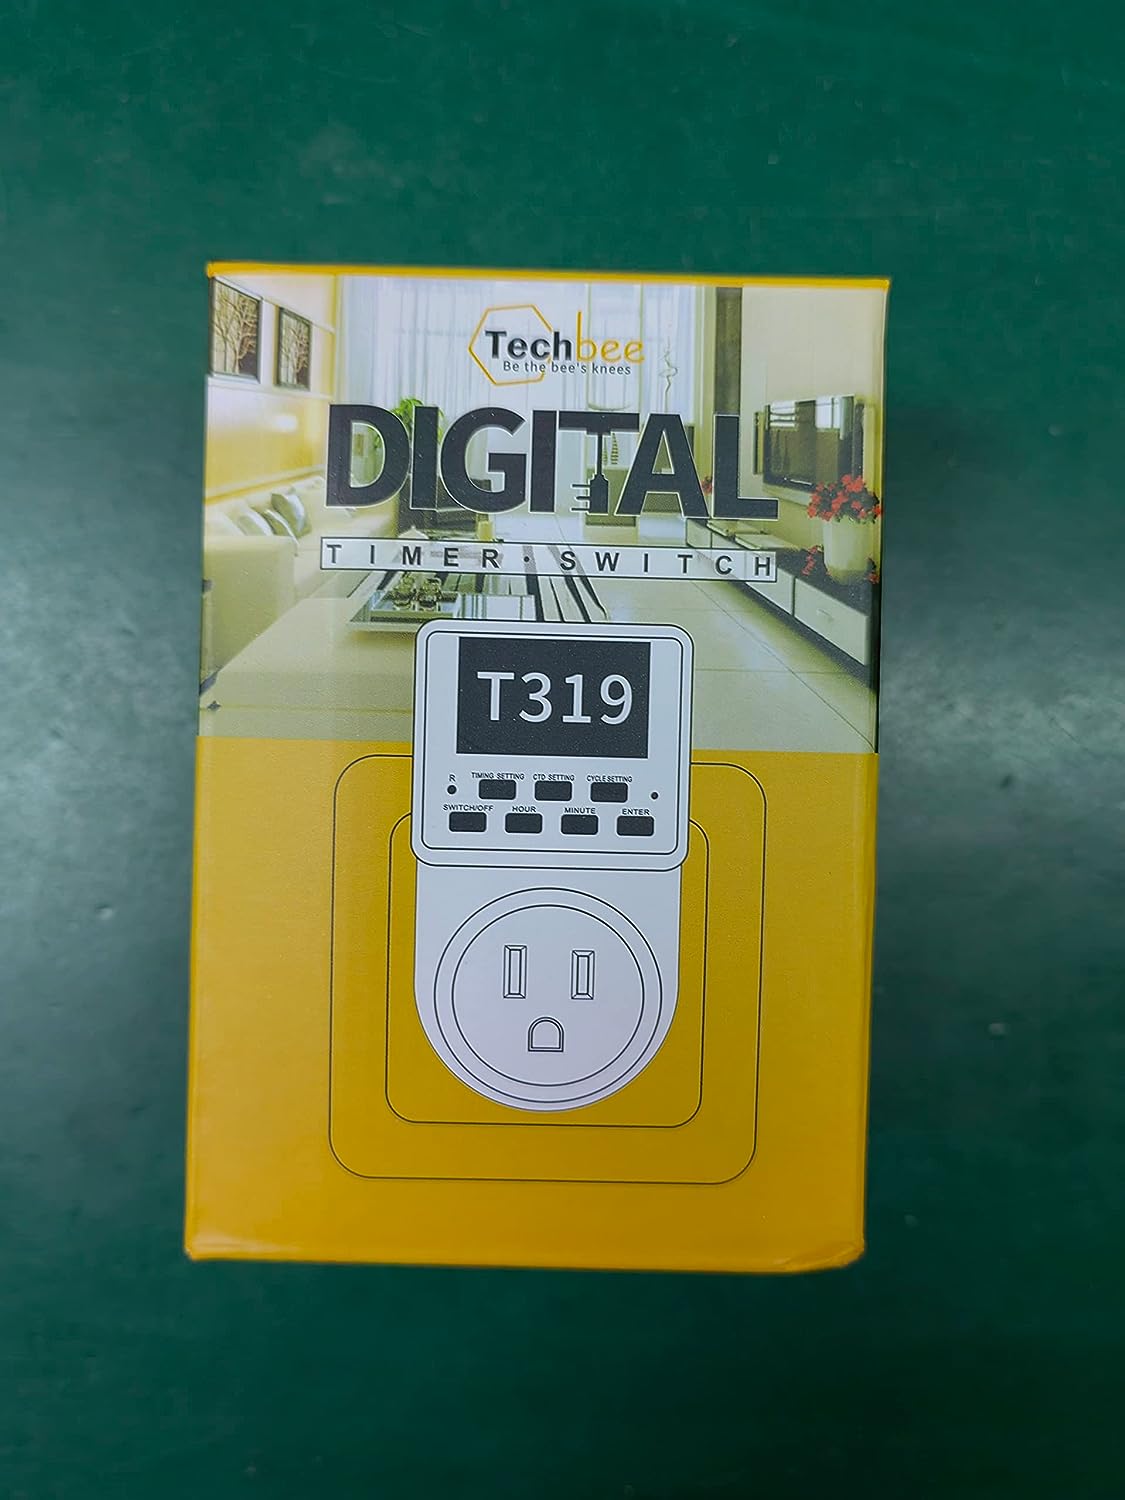 Techbee
Be the bee's knees
DIGITAL
TIMER·SWITCH
T319
R TIMING SETTING CTD SETTING CYCLE SETTING
SWITCH/OFF HOUR MINUTE ENTER